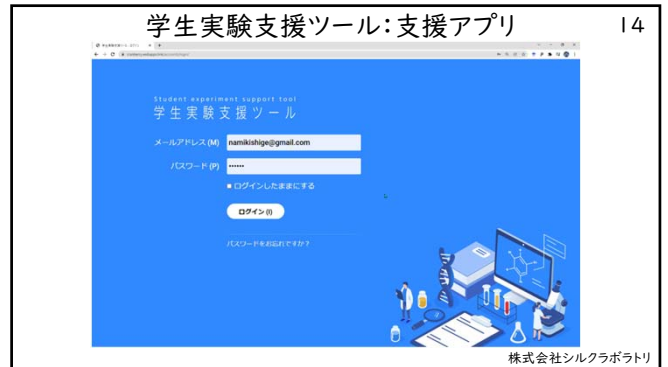 学生実験支援ツール:支援アプリ
14
Student experiment support tool
学生実験支援ツール
メールアドレス (M)
namikishige@gmail.com
パスワード (P)
••••••
ログインしたままにする
ログイン (I)
パスワードをお忘れですか?
株式会社シルクラボラトリ